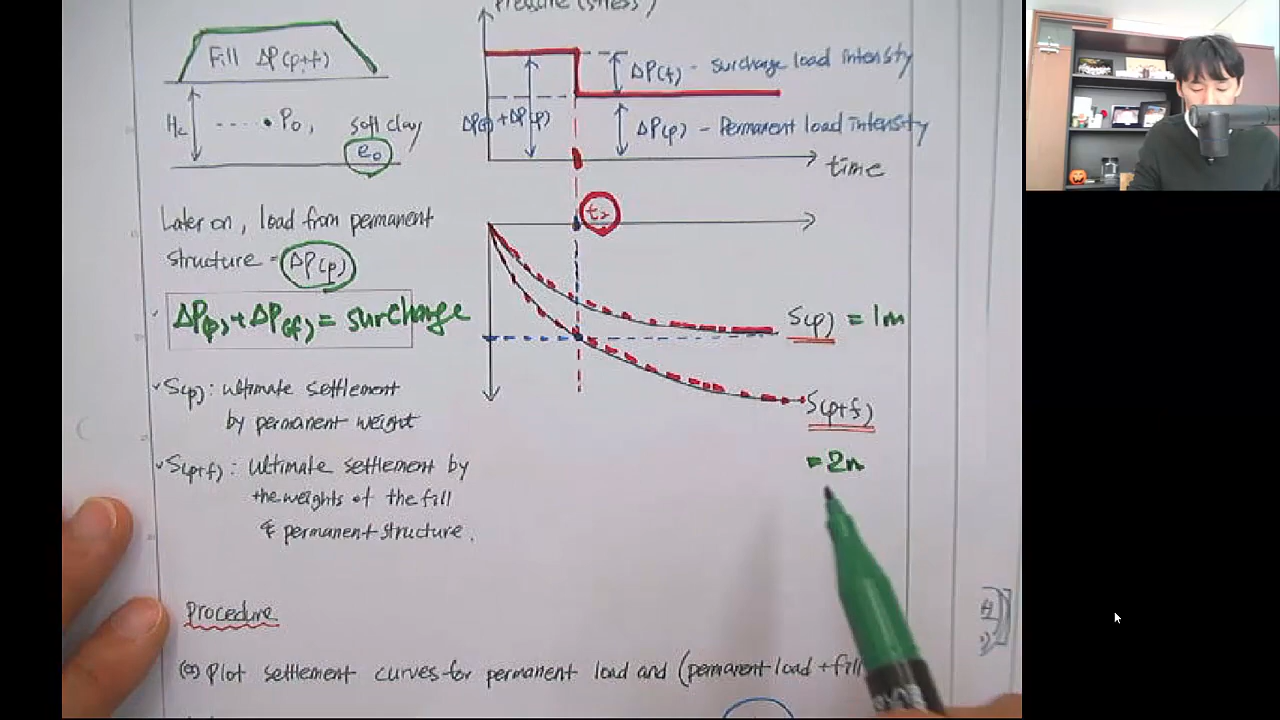 Pressure (stress)
Fill ΔP(p+f)
ΔP(f) - Surcharge load intensity
Hc
P₀,
soft clay
e₀
ΔP(f)+ΔP(p)
ΔP(p) - Permanent load intensity
time
t₂
Later on, load from permanent
structure = ΔP(p)
ΔP(p)+ΔP(f) = surcharge
S(p) = 1m
S(p): ultimate settlement
by permanent weight
S(p+f)
= 2m
S(p+f): ultimate settlement by
the weights of the fill
& permanent structure.
Procedure
(a) Plot settlement curves for permanent load and (permanent load + fill